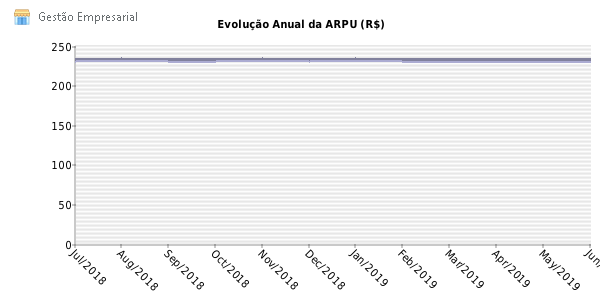 Gestão Empresarial
Evolução Anual da ARPU (R$)
250
200
150
100
50
0
Jul/2018
Aug/2018
Sep/2018
Oct/2018
Nov/2018
Dec/2018
Jan/2019
Feb/2019
Mar/2019
Apr/2019
May/2019
Jun,